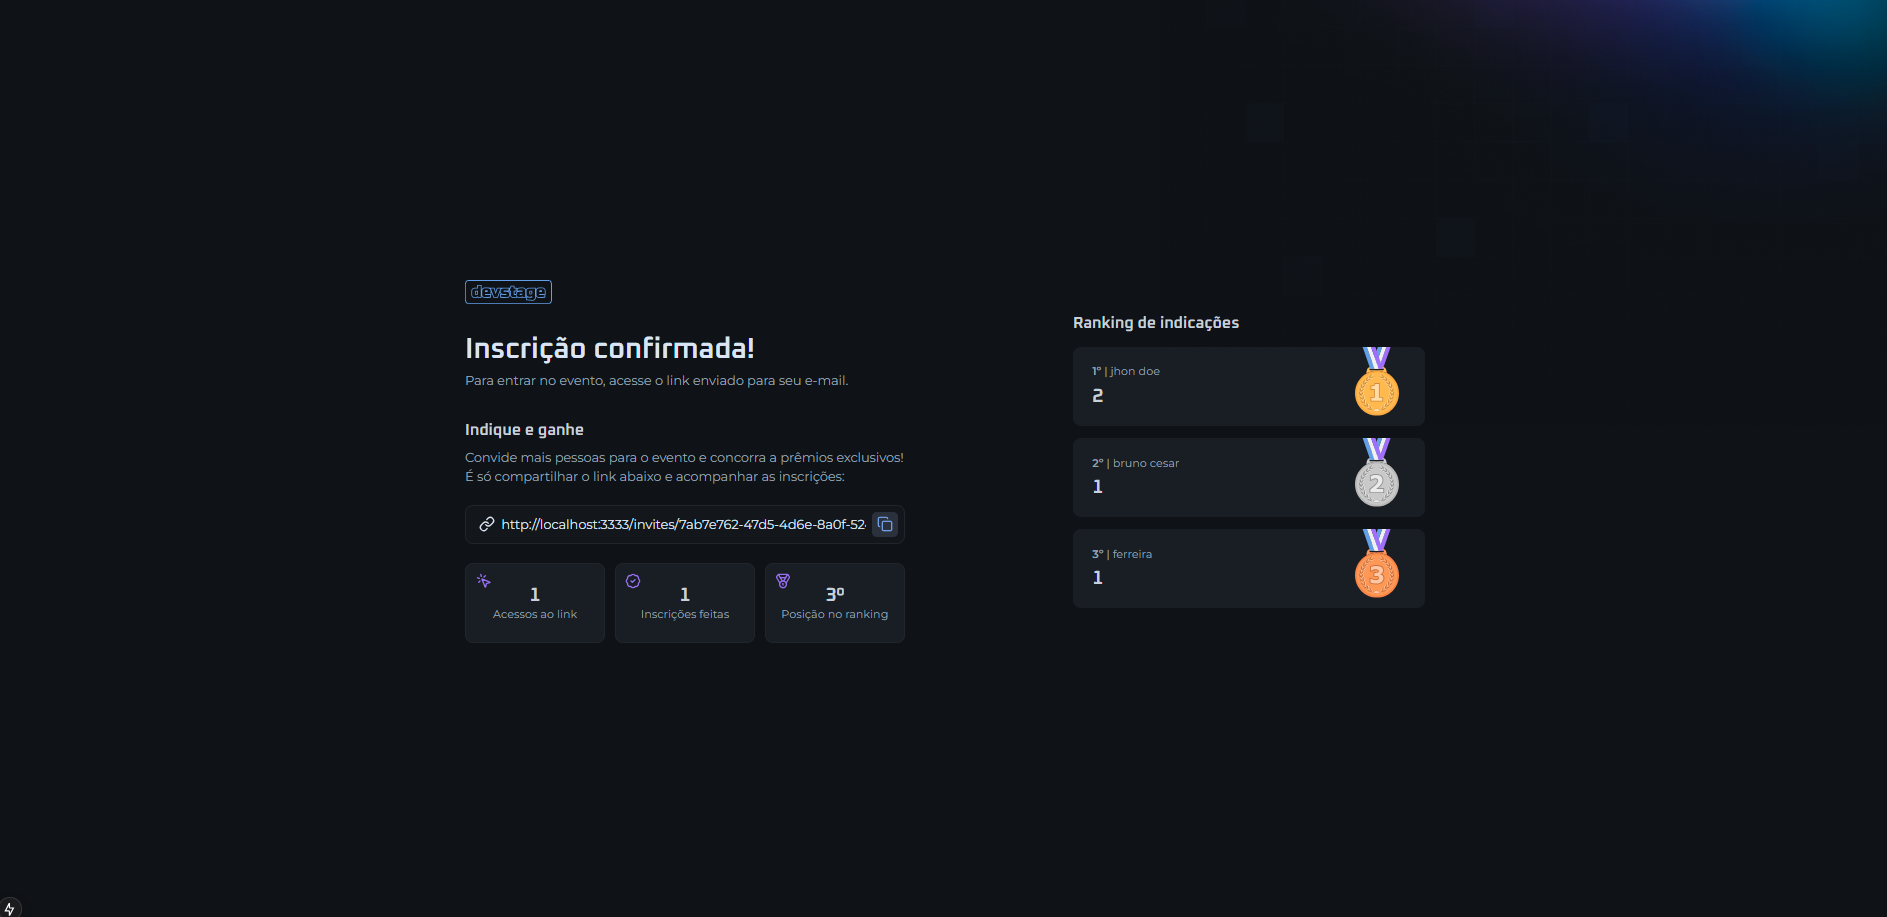 devstage
Inscrição confirmada!
Para entrar no evento, acesse o link enviado para seu e-mail.
Indique e ganhe
Convide mais pessoas para o evento e concorra a prêmios exclusivos!
É só compartilhar o link abaixo e acompanhar as inscrições:
http://localhost:3333/invites/7ab7e762-47d5-4d6e-8a0f-52
1
Acessos ao link
1
Inscrições feitas
3º
Posição no ranking
Ranking de indicações
1º | jhon doe
2
1
2º | bruno cesar
1
2
3º | ferreira
1
3